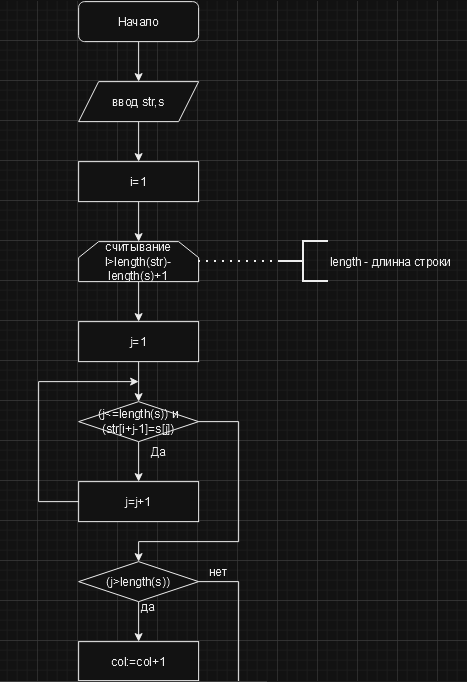 Начало
ввод str,s
i=1
считывание
I>length(str)-
length(s)+1
length - длинна строки
j=1
(j<=length(s)) и
(str[i+j-1]=s[j])
Да
j=j+1
(j>length(s))
нет
да
col:=col+1